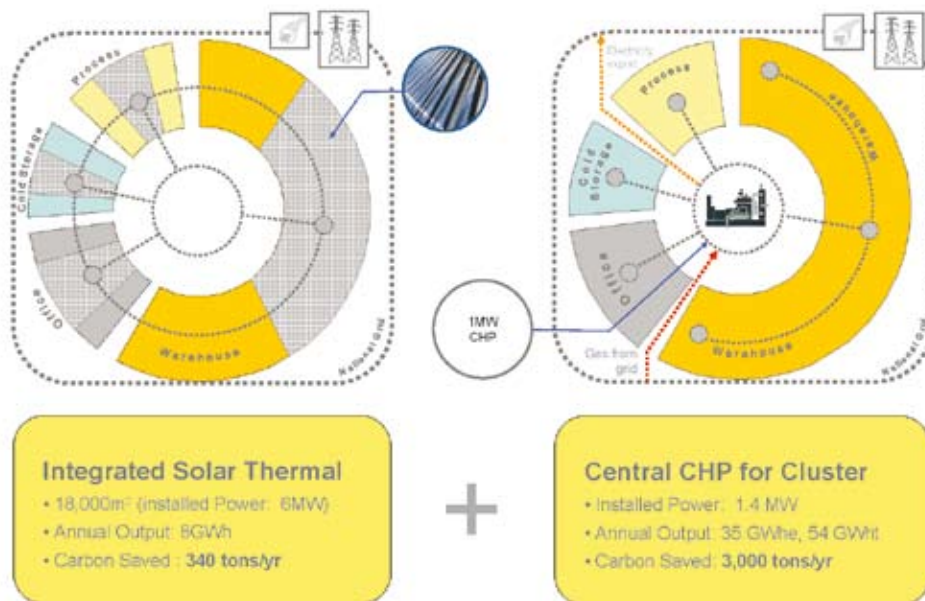 Process
Cold Storage
Office
Warehouse
National Grid
Electricity
export
Process
Cold
Storage
Office
Warehouse
Warehouse
National Grid
1MW
CHP
Gas from
grid
Integrated Solar Thermal
• 18,000m² (installed Power: 6MW)
• Annual Output: 8GWh
• Carbon Saved : 340 tons/yr
+
Central CHP for Cluster
• Installed Power: 1.4 MW
• Annual Output: 35 GWhe, 54 GWht
• Carbon Saved: 3,000 tons/yr